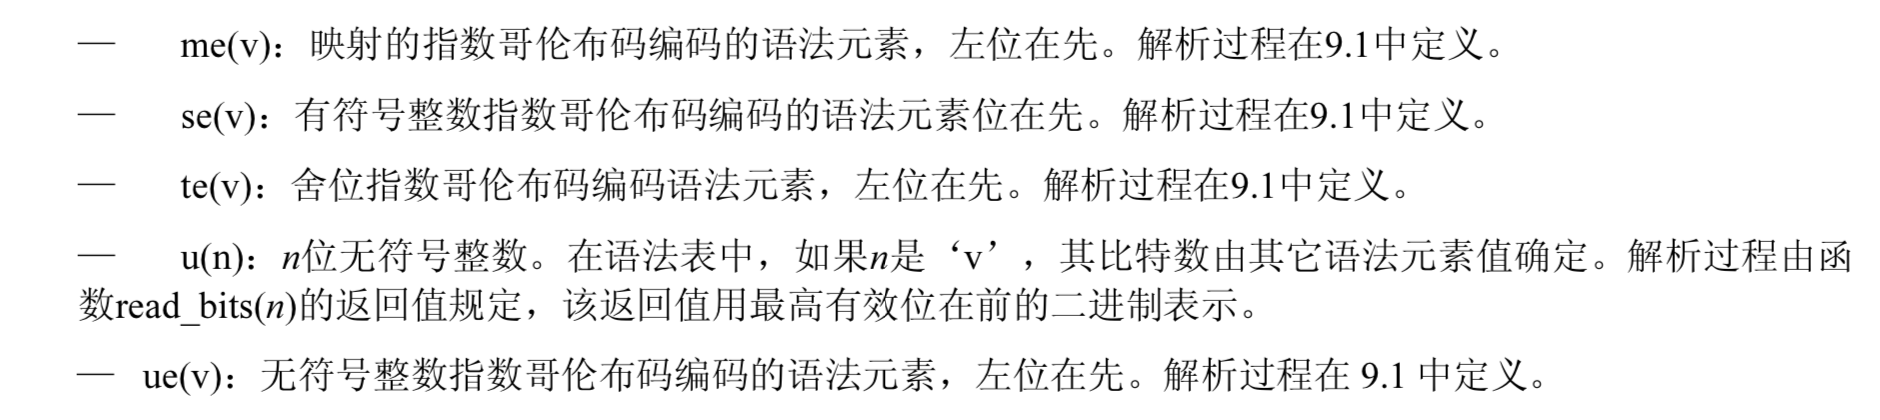 — me(v)：映射的指数哥伦布码编码的语法元素，左位在先。解析过程在9.1中定义。
— se(v)：有符号整数指数哥伦布码编码的语法元素位在先。解析过程在9.1中定义。
— te(v)：舍位指数哥伦布码编码语法元素，左位在先。解析过程在9.1中定义。
— u(n)：n位无符号整数。在语法表中，如果n是‘v’，其比特数由其它语法元素值确定。解析过程由函
数read_bits(n)的返回值规定，该返回值用最高有效位在前的二进制表示。
— ue(v)：无符号整数指数哥伦布码编码的语法元素，左位在先。解析过程在 9.1 中定义。